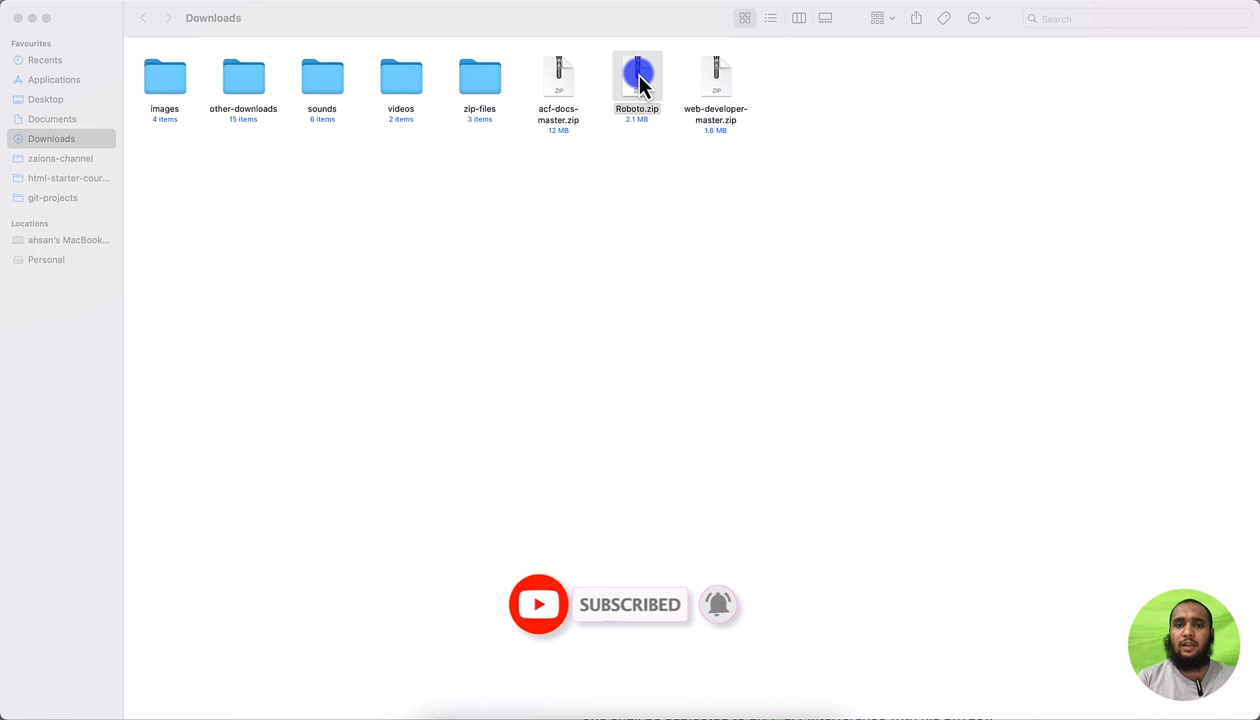 Downloads
Search
Favourites
Recents
Applications
Desktop
Documents
Downloads
zaions-channel
html-starter-cour...
git-projects
Locations
ahsan's MacBook...
Personal
images
4 items
other-downloads
15 items
sounds
6 items
videos
2 items
zip-files
3 items
ZIP
acf-docs-
master.zip
12 MB
Roboto.zip
2.1 MB
ZIP
web-developer-
master.zip
1.6 MB
SUBSCRIBED